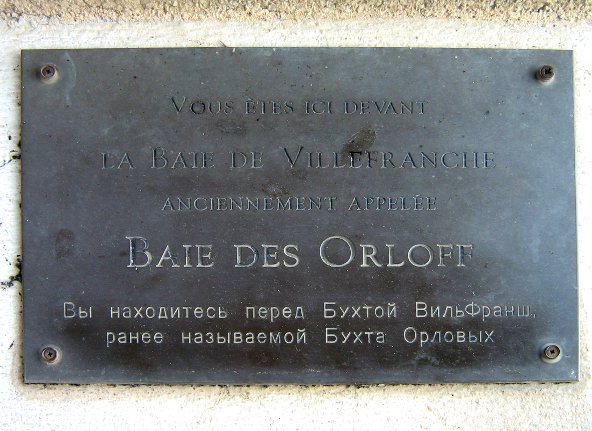 Vous êtes ici devant
la Baie de Villefranche
anciennement appelée
Baie des Orloff
Вы находитесь перед Бухтой ВильФранш,
ранее называемой Бухта Орловых